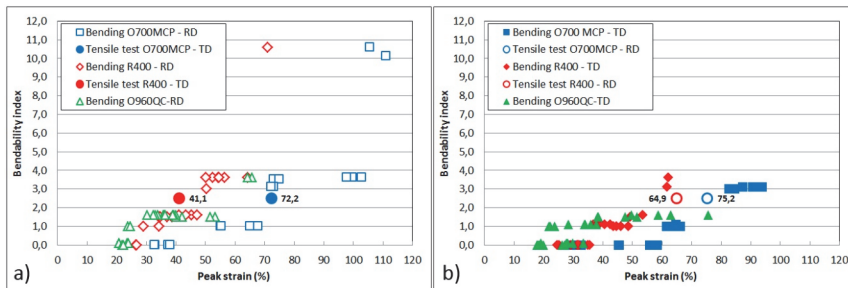 12,0
11,0
10,0
9,0
8,0
7,0
6,0
5,0
4,0
3,0
2,0
1,0
0,0
Bendability index
Bending O700MCP - RD
Tensile test O700MCP - TD
Bending R400 - RD
Tensile test R400 - TD
Bending O960QC-RD
41,1
72,2
0 10 20 30 40 50 60 70 80 90 100 110 120
Peak strain (%)
a)
12,0
11,0
10,0
9,0
8,0
7,0
6,0
5,0
4,0
3,0
2,0
1,0
0,0
Bendability index
Bending O700 MCP - TD
Tensile test O700MCP - RD
Bending R400 - TD
Tensile test R400 - RD
Bending O960QC-TD
64,9
75,2
0 10 20 30 40 50 60 70 80 90 100 110 120
Peak strain (%)
b)